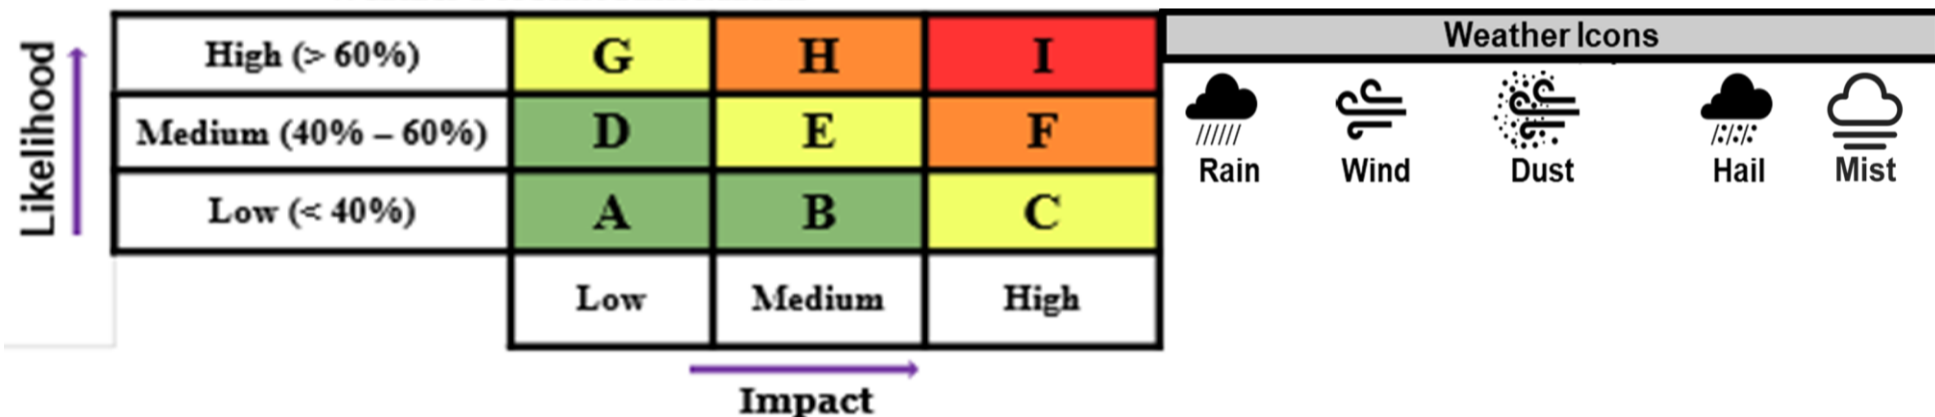 Likelihood
High (> 60%) G H I
Medium (40% – 60%) D E F
Low (< 40%) A B C
Low Medium High
Impact
Weather Icons
Rain Wind Dust Hail Mist